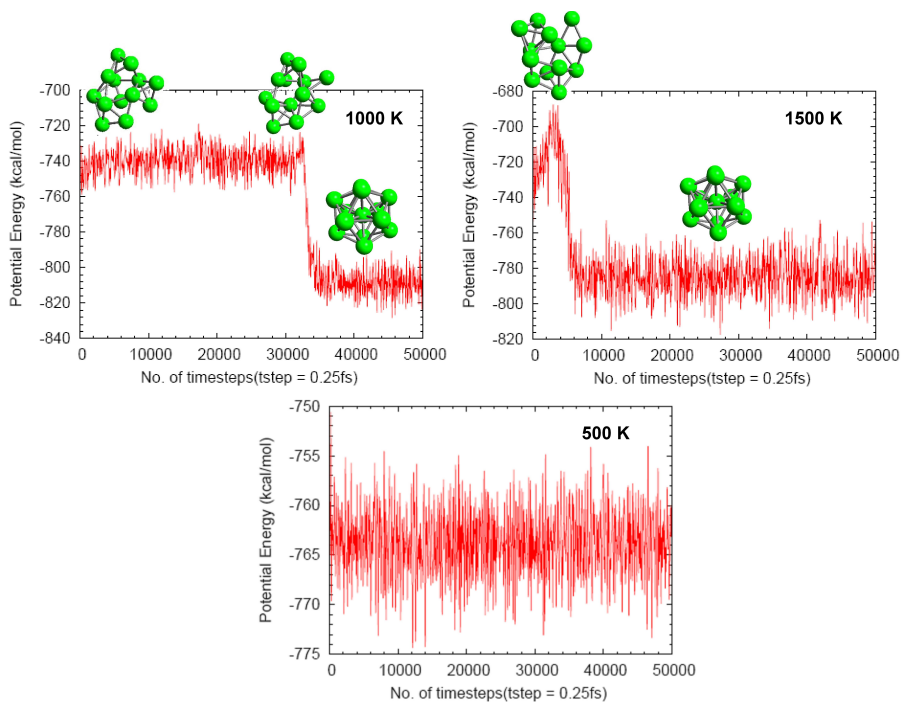 -700
-720
-740
-760
-780
-800
-820
-840
Potential Energy (kcal/mol)
1000 K
0 10000 20000 30000 40000 50000
No. of timesteps(tstep = 0.25fs)
-680
-700
-720
-740
-760
-780
-800
-820
Potential Energy (kcal/mol)
1500 K
0 10000 20000 30000 40000 50000
No. of timesteps(tstep = 0.25fs)
-750
-755
-760
-765
-770
-775
Potential Energy (kcal/mol)
500 K
0 10000 20000 30000 40000 50000
No. of timesteps(tstep = 0.25fs)